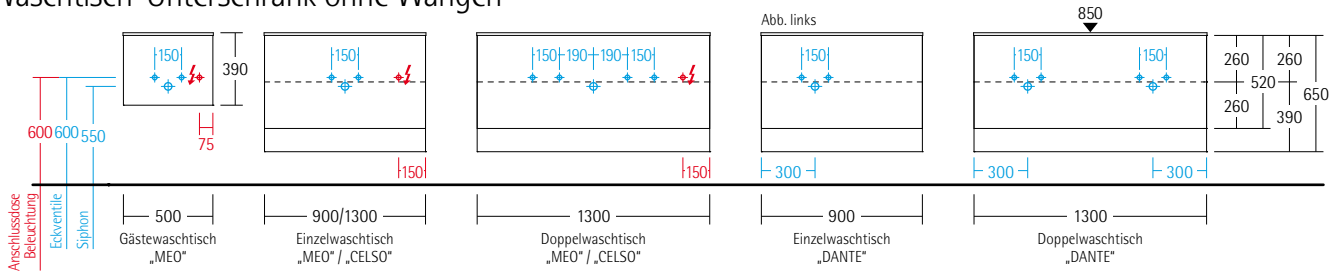 Waschtisch-Unterschrank ohne Wangen
Abb. links
850
150
390
150
150 190 190 150
150
150
150
260
260
520
650
260
390
600
600
550
75
150
150
300
300
300
Anschlussdose
Beleuchtung
Eckventile
Siphon
500
900/1300
1300
900
1300
Gästewaschtisch
„MEO"
Einzelwaschtisch
„MEO" / „CELSO"
Doppelwaschtisch
„MEO" / „CELSO"
Einzelwaschtisch
„DANTE"
Doppelwaschtisch
„DANTE"